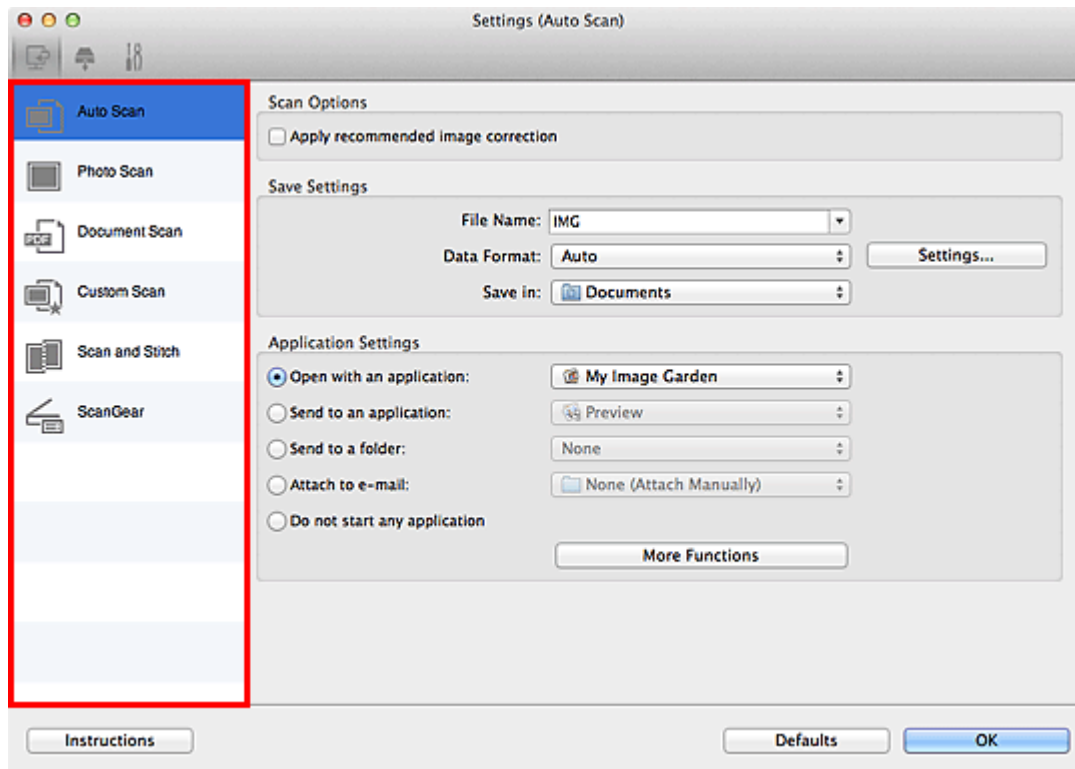 Settings (Auto Scan)
Auto Scan
Photo Scan
PDF
Document Scan
Custom Scan
Scan and Stitch
ScanGear
Scan Options
Apply recommended image correction
Save Settings
File Name: IMG
Data Format: Auto Settings...
Save in: Documents
Application Settings
Open with an application: My Image Garden
Send to an application: Preview
Send to a folder: None
Attach to e-mail: None (Attach Manually)
Do not start any application
More Functions
Instructions Defaults OK